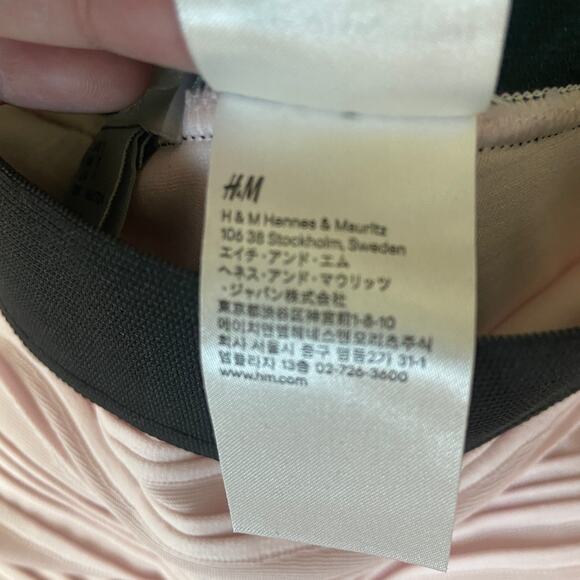 H&M
H & M Hennes & Mauritz
106 38 Stockholm, Sweden
エイチ・アンド・エム
ヘネス・アンド・マウリッツ
・ジャパン株式会社
東京都渋谷区神宮前1-8-10
에이치앤엠헤네스앤모리츠주식
회사 서울시 중구 명동2기 31-1
엠플라자 13층 02-726-3600
www.hm.com